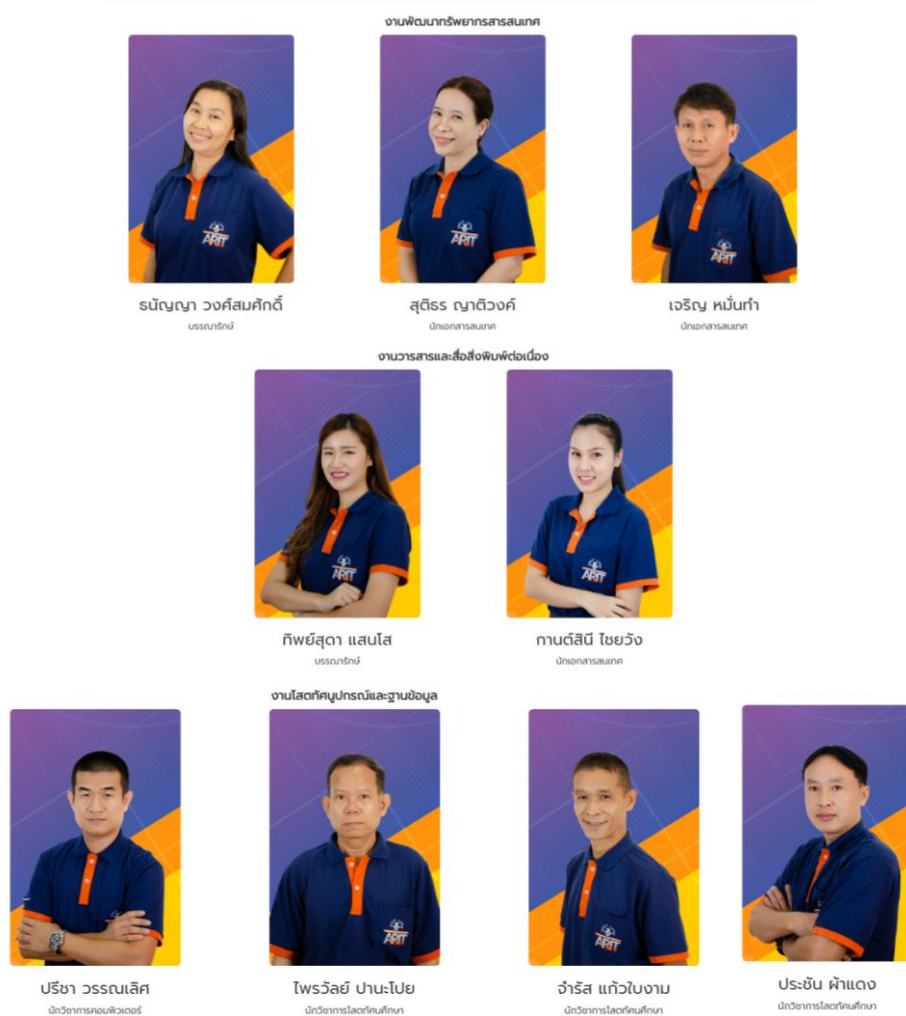 งานพัฒนาทรัพยากรสารสนเทศ
ARIT
ARIT
ARIT
ธนัญญา วงศ์สมศักดิ์
สุติธร ญาติวงค์
เจริญ หมั่นทำ
บรรณารักษ์
นักเอกสารสนเทศ
นักเอกสารสนเทศ
งานวารสารและสื่อสิ่งพิมพ์ต่อเนื่อง
ARIT
ARIT
ทิพย์สุดา แสนโส
กานต์สินี ไชยวัง
บรรณารักษ์
นักเอกสารสนเทศ
งานโสตทัศนูปกรณ์และฐานข้อมูล
ARIT
ARIT
ปรีชา วรรณเลิศ
ไพรวัลย์ ปานะโปย
จำรัส แก้วใบงาม
ประชัน ผ้าแดง
นักวิชาการคอมพิวเตอร์
นักวิชาการโสตทัศนศึกษา
นักวิชาการโสตทัศนศึกษา
นักวิชาการโสตทัศนศึกษา